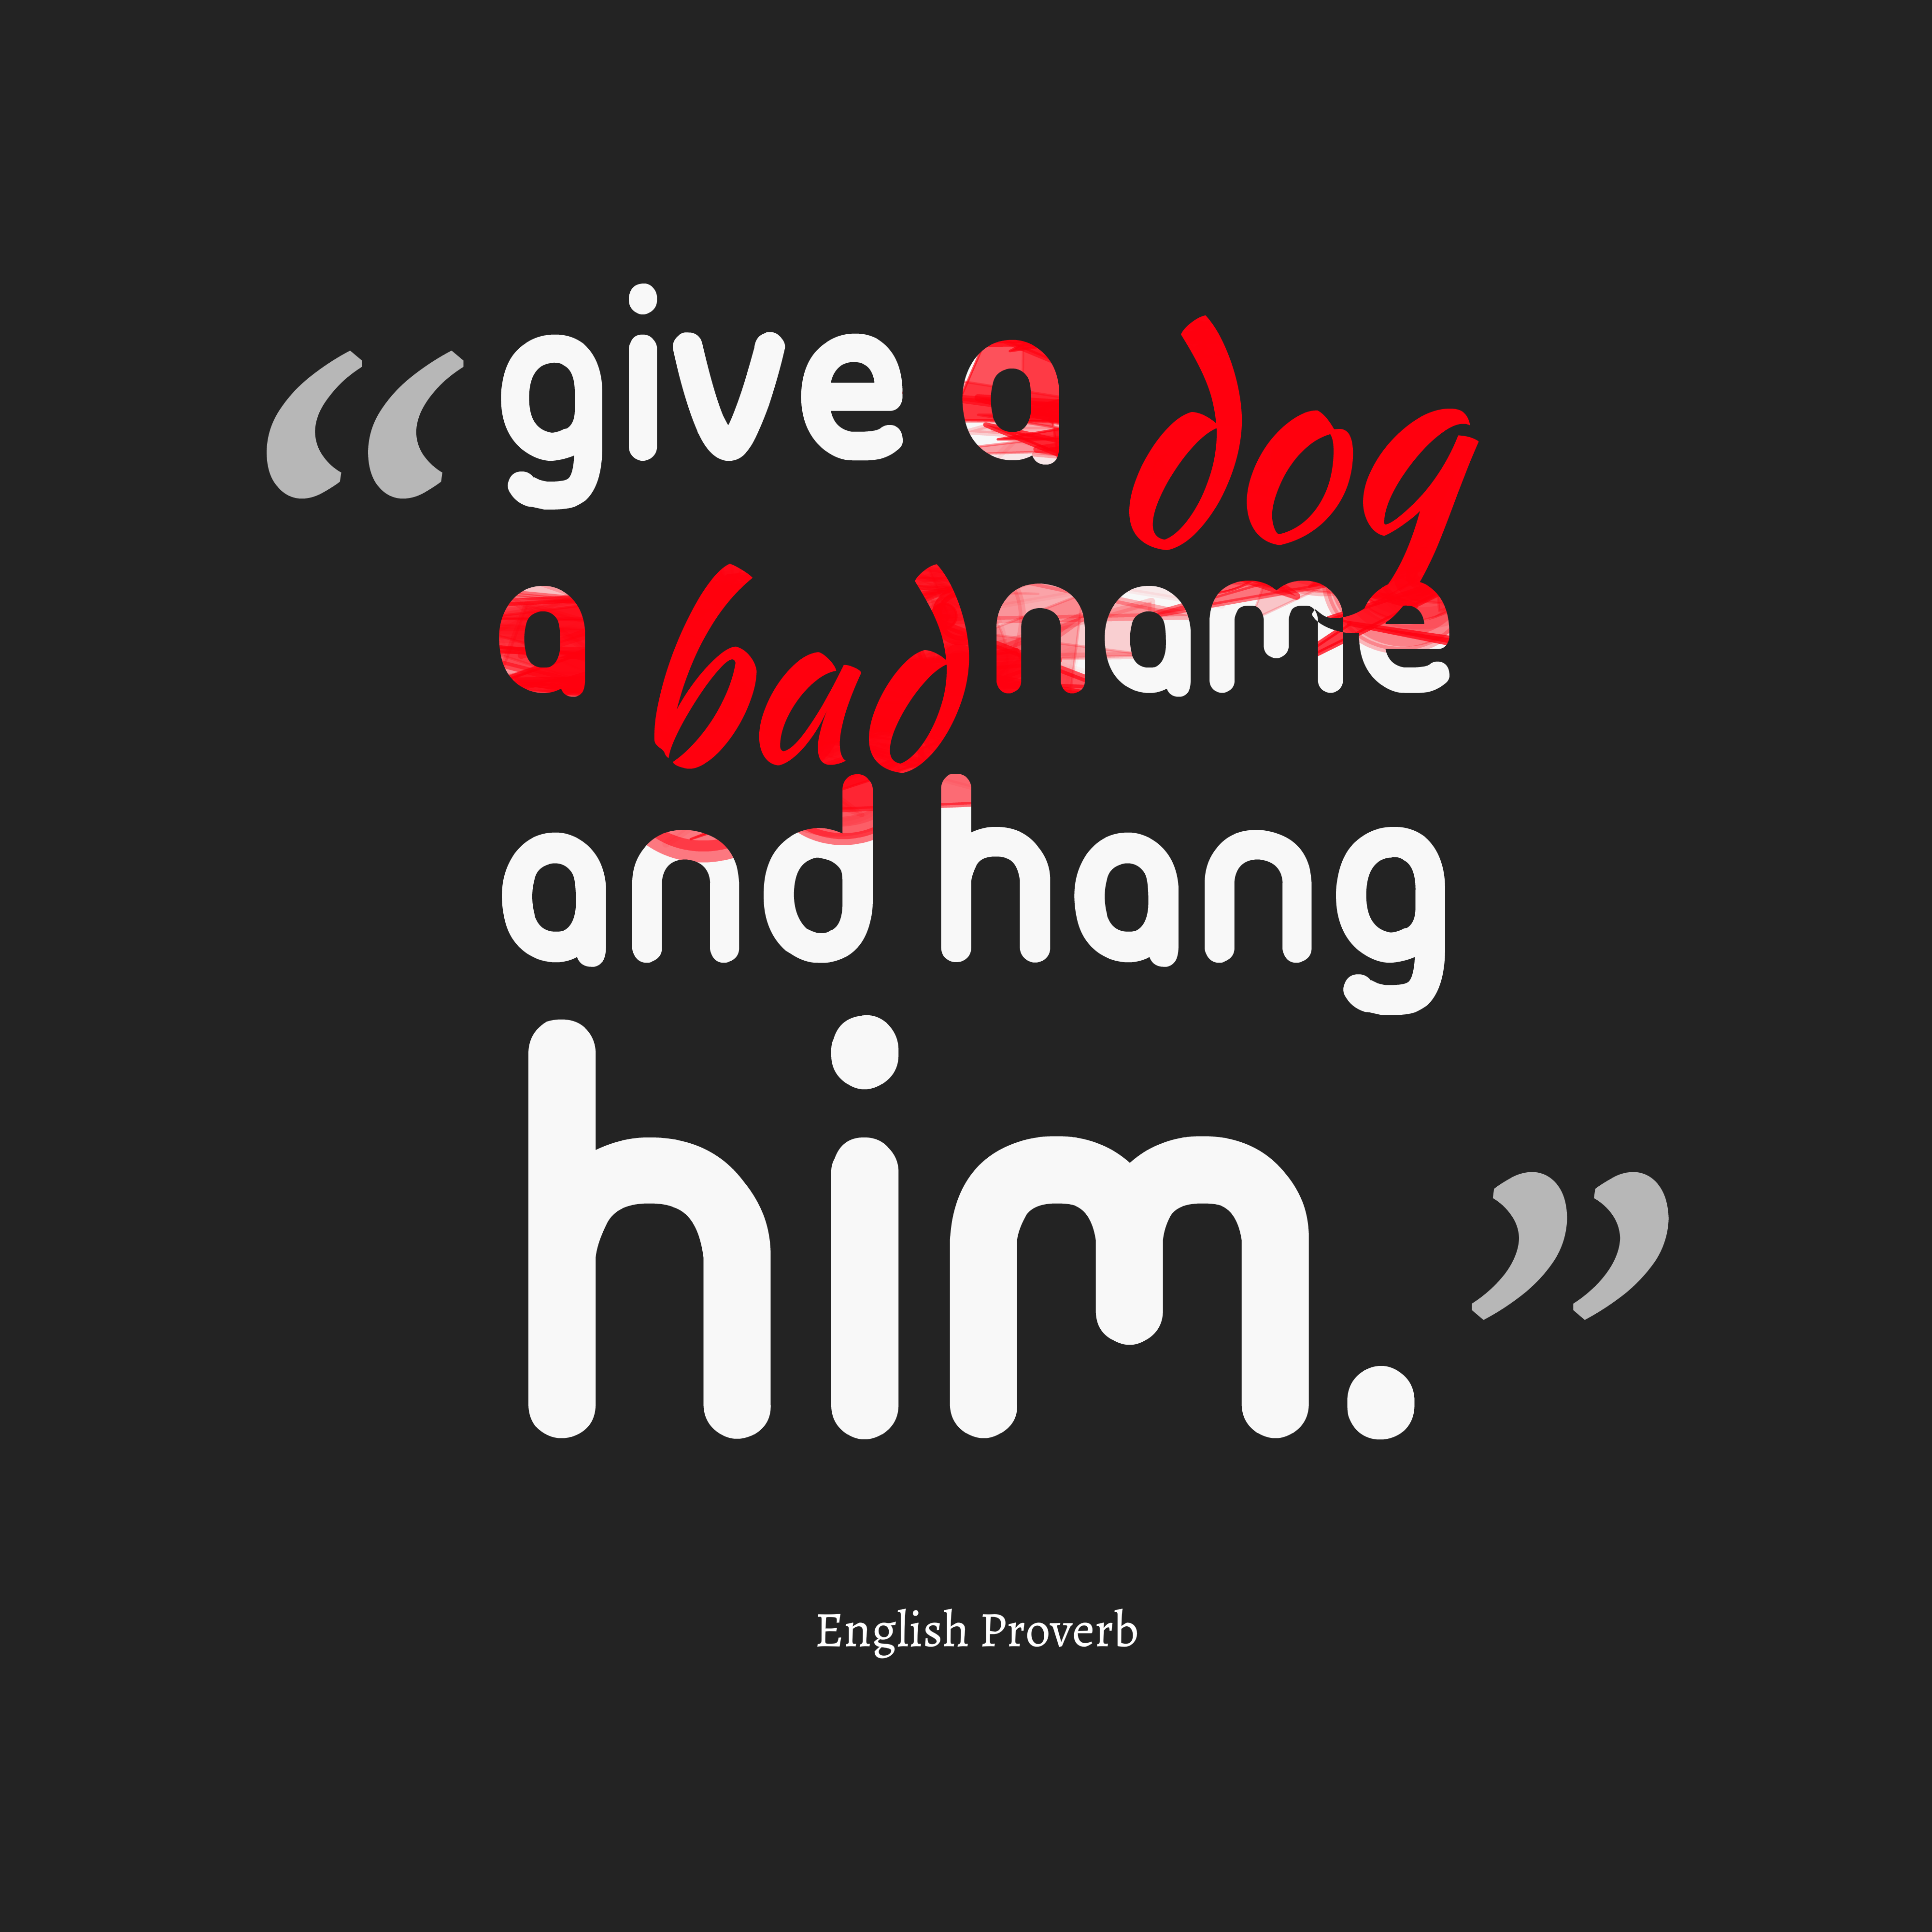 “give a dog
a bad name
and hang
him.”
English Proverb